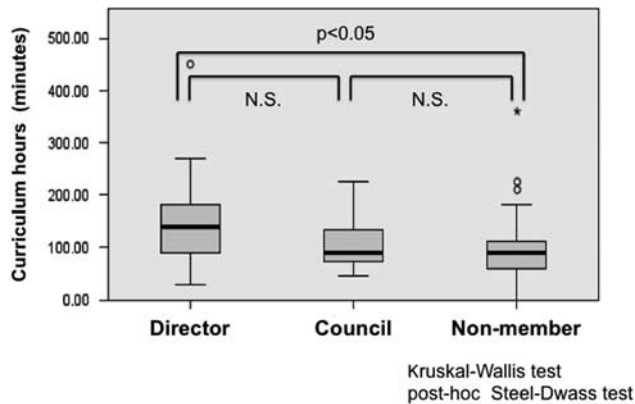 Curriculum hours (minutes)
500.00
400.00
300.00
200.00
100.00
0.00
p<0.05
N.S. N.S.
Director Council Non-member
Kruskal-Wallis test
post-hoc Steel-Dwass test